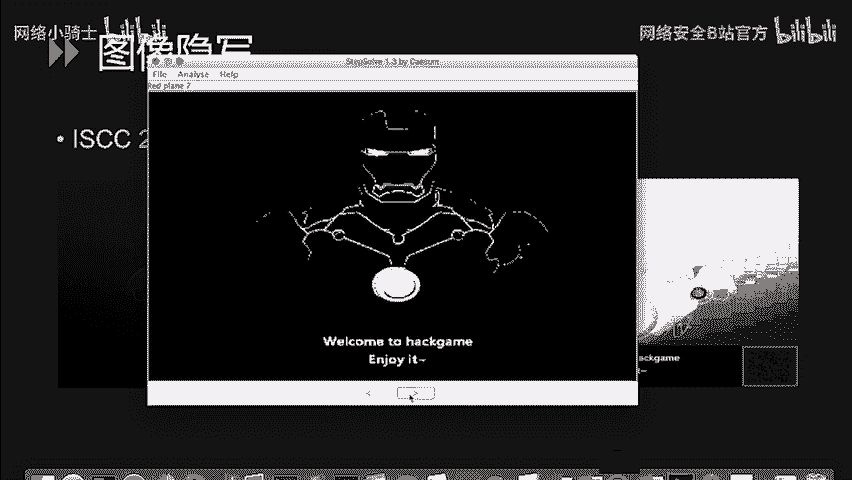 网络小骑士 bilibili
网络安全B站官方 bilibili
图像隐写
• ISCC 2
StegSolve 1.3 by Caesum
File Analyse Help
Red plane 7
Welcome to hackgame
Enjoy it~
ackgame
t~
< >